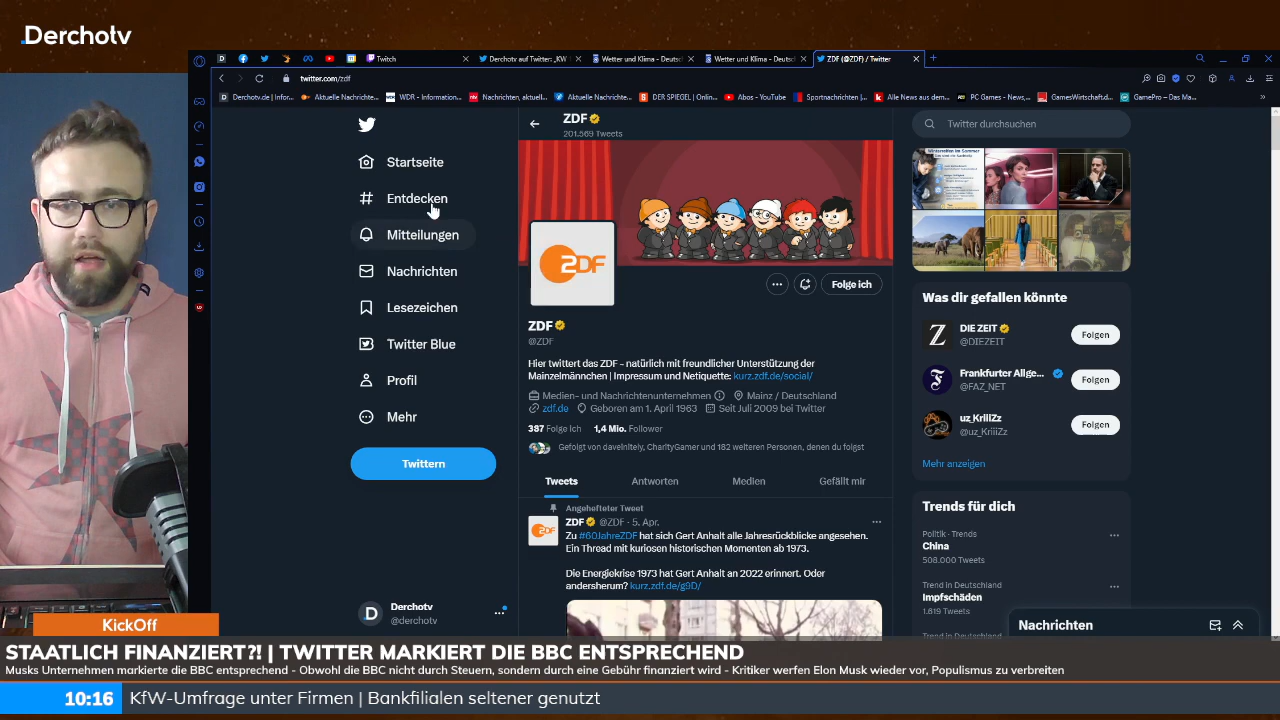 .Derchotv
Twitch
Derchotv auf Twitter: „KW
Wetter und Klima - Deutsc
Wetter und Klima - Deutsc
ZDF (@ZDF) / Twitter
twitter.com/zdf
Derchotv.de | Infor...
Aktuelle Nachrichte...
WDR - Information...
Nachrichten, aktuell...
Aktuelle Nachrichte...
DER SPIEGEL | Onlin...
Abos - YouTube
Sportnachrichten |...
Alle News aus dem...
PC Games - News,...
GamesWirtschaft.d...
GamePro – Das Ma...
ZDF
201.569 Tweets
Twitter durchsuchen
Startseite
Entdecken
Mitteilungen
Nachrichten
Lesezeichen
Twitter Blue
Profil
Mehr
Twittern
Derchotv
@derchotv
ZDF
Folge ich
ZDF
@ZDF
Hier twittert das ZDF – natürlich mit freundlicher Unterstützung der
Mainzelmännchen | Impressum und Netiquette: kurz.zdf.de/social/
Medien- und Nachrichtenunternehmen Mainz / Deutschland
zdf.de Geboren am 1. April 1963 Seit Juli 2009 bei Twitter
387 Folge ich 1,4 Mio. Follower
Gefolgt von daveinitely, CharityGamer und 182 weiteren Personen, denen du folgst
Tweets Antworten Medien Gefällt mir
Angehefteter Tweet
ZDF @ZDF · 5. Apr.
Zu #60JahreZDF hat sich Gert Anhalt alle Jahresrückblicke angesehen.
Ein Thread mit kuriosen historischen Momenten ab 1973.
Die Energiekrise 1973 hat Gert Anhalt an 2022 erinnert. Oder
andersherum? kurz.zdf.de/g9D/
Was dir gefallen könnte
DIE ZEIT
@DIEZEIT
Folgen
Frankfurter Allge...
@FAZ_NET
Folgen
uz_KriiiZz
@uz_KriiiZz
Folgen
Mehr anzeigen
Trends für dich
Politik · Trends
China
508.000 Tweets
Trend in Deutschland
Impfschäden
1.619 Tweets
Nachrichten
KickOff
STAATLICH FINANZIERT?! | TWITTER MARKIERT DIE BBC ENTSPRECHEND
Musks Unternehmen markierte die BBC entsprechend - Obwohl die BBC nicht durch Steuern, sondern durch eine Gebühr finanziert wird - Kritiker werfen Elon Musk wieder vor, Populismus zu verbreiten
10:16 KfW-Umfrage unter Firmen | Bankfilialen seltener genutzt